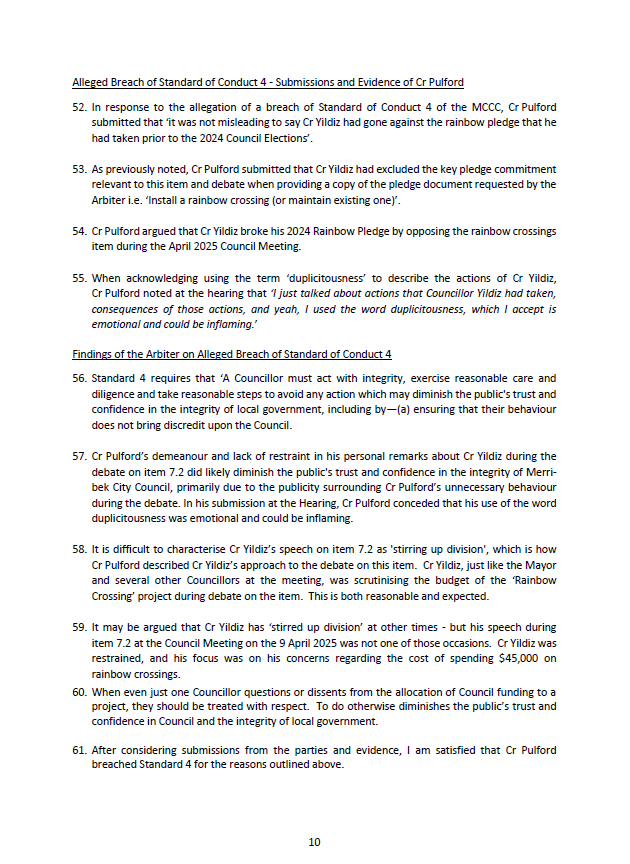 Alleged Breach of Standard of Conduct 4 - Submissions and Evidence of Cr Pulford
52. In response to the allegation of a breach of Standard of Conduct 4 of the MCCC, Cr Pulford
submitted that ‘it was not misleading to say Cr Yildiz had gone against the rainbow pledge that he
had taken prior to the 2024 Council Elections’.
53. As previously noted, Cr Pulford submitted that Cr Yildiz had excluded the key pledge commitment
relevant to this item and debate when providing a copy of the pledge document requested by the
Arbiter i.e. ‘Install a rainbow crossing (or maintain existing one)’.
54. Cr Pulford argued that Cr Yildiz broke his 2024 Rainbow Pledge by opposing the rainbow crossings
item during the April 2025 Council Meeting.
55. When acknowledging using the term ‘duplicitousness’ to describe the actions of Cr Yildiz,
Cr Pulford noted at the hearing that ‘I just talked about actions that Councillor Yildiz had taken,
consequences of those actions, and yeah, I used the word duplicitousness, which I accept is
emotional and could be inflaming.’
Findings of the Arbiter on Alleged Breach of Standard of Conduct 4
56. Standard 4 requires that ‘A Councillor must act with integrity, exercise reasonable care and
diligence and take reasonable steps to avoid any action which may diminish the public's trust and
confidence in the integrity of local government, including by—(a) ensuring that their behaviour
does not bring discredit upon the Council.
57. Cr Pulford’s demeanour and lack of restraint in his personal remarks about Cr Yildiz during the
debate on item 7.2 did likely diminish the public's trust and confidence in the integrity of Merri-
bek City Council, primarily due to the publicity surrounding Cr Pulford’s unnecessary behaviour
during the debate. In his submission at the Hearing, Cr Pulford conceded that his use of the word
duplicitousness was emotional and could be inflaming.
58. It is difficult to characterise Cr Yildiz’s speech on item 7.2 as 'stirring up division', which is how
Cr Pulford described Cr Yildiz’s approach to the debate on this item. Cr Yildiz, just like the Mayor
and several other Councillors at the meeting, was scrutinising the budget of the ‘Rainbow
Crossing’ project during debate on the item. This is both reasonable and expected.
59. It may be argued that Cr Yildiz has ‘stirred up division’ at other times - but his speech during
item 7.2 at the Council Meeting on the 9 April 2025 was not one of those occasions. Cr Yildiz was
restrained, and his focus was on his concerns regarding the cost of spending $45,000 on
rainbow crossings.
60. When even just one Councillor questions or dissents from the allocation of Council funding to a
project, they should be treated with respect. To do otherwise diminishes the public’s trust and
confidence in Council and the integrity of local government.
61. After considering submissions from the parties and evidence, I am satisfied that Cr Pulford
breached Standard 4 for the reasons outlined above.
10